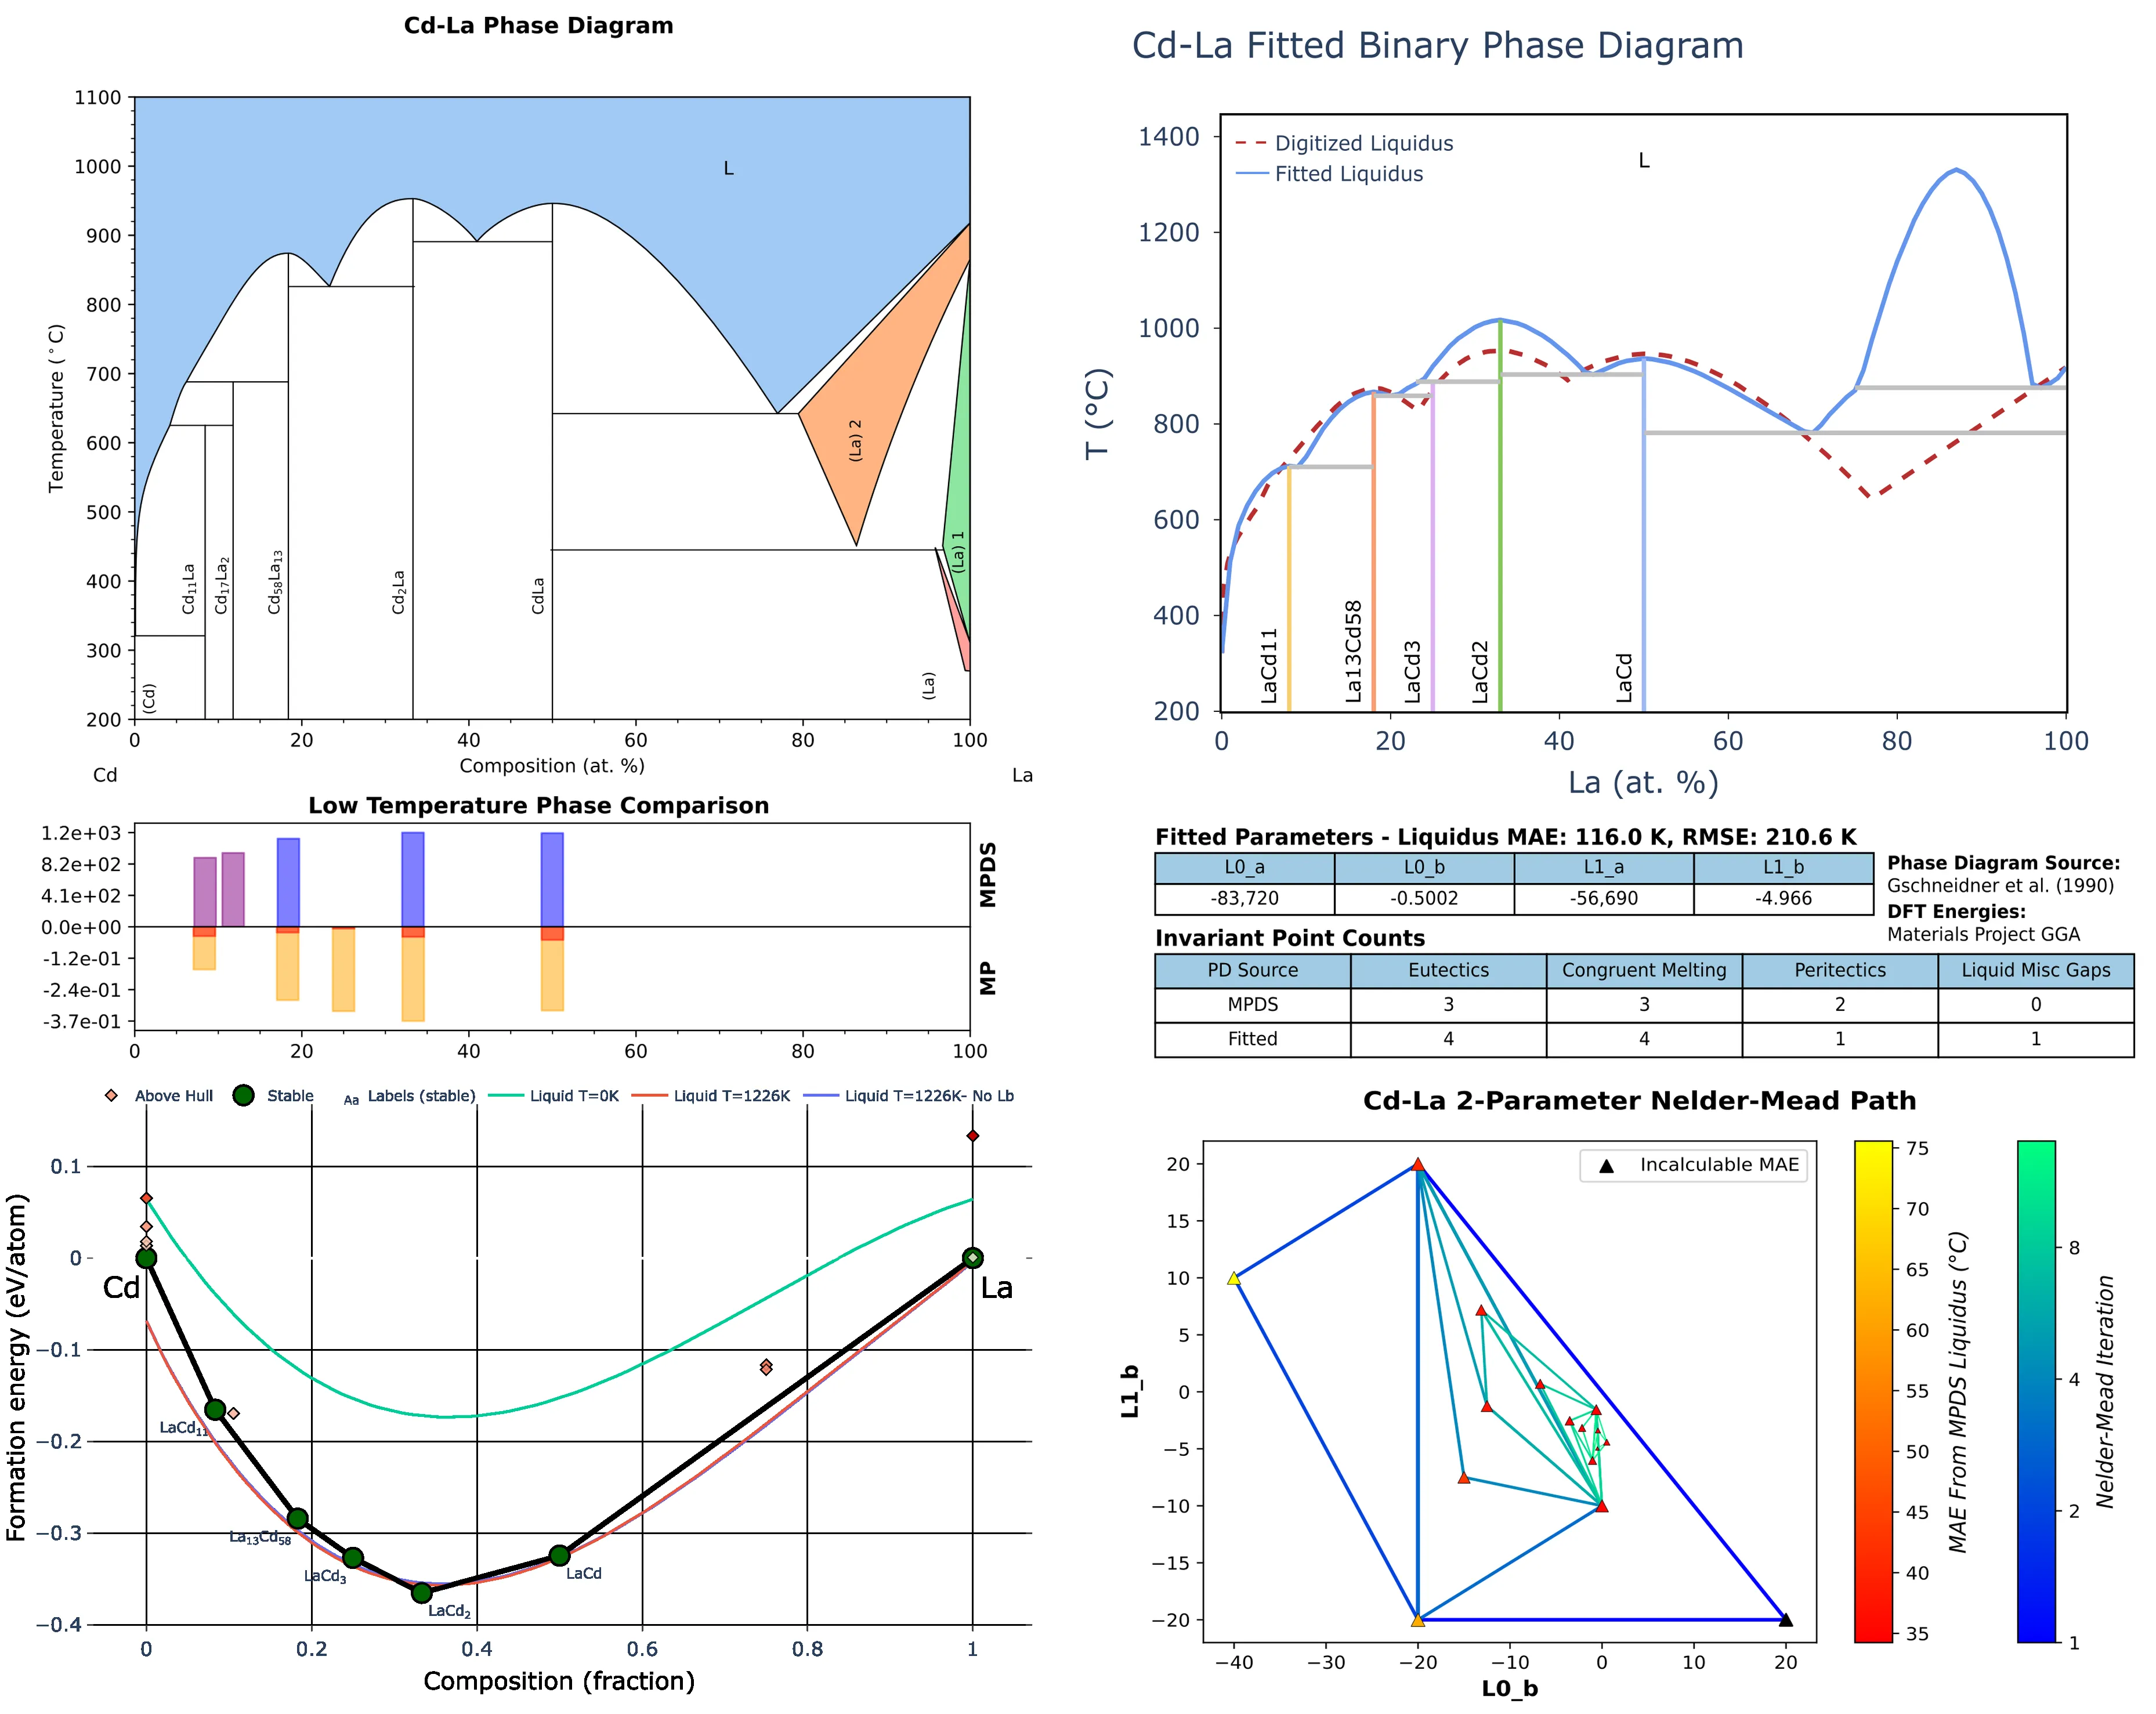 Cd-La Phase Diagram
1100
1000
900
800
700
600
500
400
300
200
Temperature (°C)
L
(La) 2
(La) 1
(La)
(Cd)
Cd11La
Cd17La2
Cd58La13
Cd2La
CdLa
0 20 40 60 80 100
Composition (at. %)
Cd La
Cd-La Fitted Binary Phase Diagram
1400
1200
1000
800
600
400
200
T (°C)
Digitized Liquidus
Fitted Liquidus
L
LaCd11
La13Cd58
LaCd3
LaCd2
LaCd
0 20 40 60 80 100
La (at. %)
Low Temperature Phase Comparison
1.2e+03
8.2e+02
4.1e+02
0.0e+00
-1.2e-01
-2.4e-01
-3.7e-01
MPDS
MP
0 20 40 60 80 100
Fitted Parameters - Liquidus MAE: 116.0 K, RMSE: 210.6 K
L0_a L0_b L1_a L1_b
-83,720 -0.5002 -56,690 -4.966
Phase Diagram Source:
Gschneidner et al. (1990)
DFT Energies:
Materials Project GGA
Invariant Point Counts
PD Source Eutectics Congruent Melting Peritectics Liquid Misc Gaps
MPDS 3 3 2 0
Fitted 4 4 1 1
Above Hull Stable Aa Labels (stable) Liquid T=0K Liquid T=1226K Liquid T=1226K- No Lb
0.1
0
−0.1
−0.2
−0.3
−0.4
Formation energy (eV/atom)
Cd
La
LaCd11
La13Cd58
LaCd3
LaCd2
LaCd
0 0.2 0.4 0.6 0.8 1
Composition (fraction)
Cd-La 2-Parameter Nelder-Mead Path
Incalculable MAE
20
15
10
5
0
−5
−10
−15
−20
L1_b
−40 −30 −20 −10 0 10 20
L0_b
75
70
65
60
55
50
45
40
35
MAE From MPDS Liquidus (°C)
8
4
2
1
Nelder-Mead Iteration